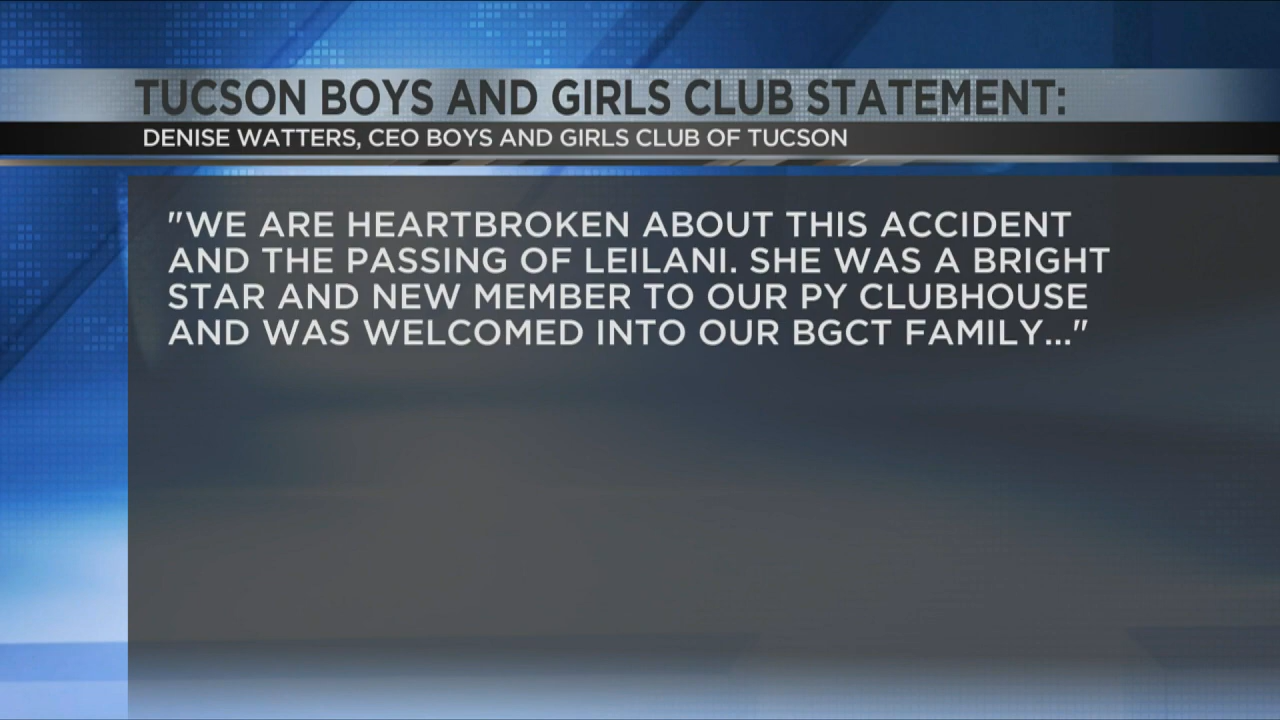 TUCSON BOYS AND GIRLS CLUB STATEMENT:
DENISE WATTERS, CEO BOYS AND GIRLS CLUB OF TUCSON
"WE ARE HEARTBROKEN ABOUT THIS ACCIDENT
AND THE PASSING OF LEILANI. SHE WAS A BRIGHT
STAR AND NEW MEMBER TO OUR PY CLUBHOUSE
AND WAS WELCOMED INTO OUR BGCT FAMILY..."